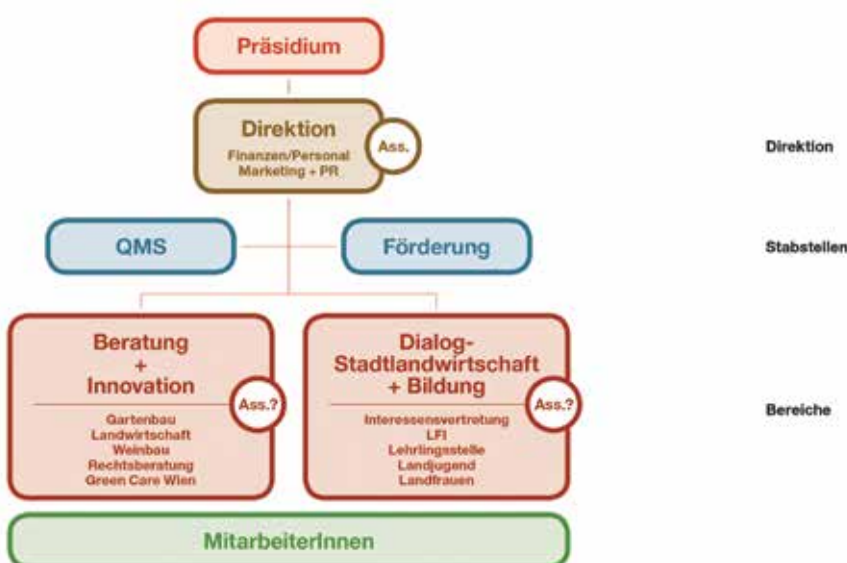 Präsidium
Direktion
Finanzen/Personal
Marketing + PR
Ass.
Direktion
QMS
Förderung
Stabstellen
Beratung
+
Innovation
Ass.?
Gartenbau
Landwirtschaft
Weinbau
Rechtsberatung
Green Care Wien
Dialog-
Stadtlandwirtschaft
+ Bildung
Ass.?
Interessensvertretung
LFI
Lehrlingsstelle
Landjugend
Landfrauen
Bereiche
MitarbeiterInnen